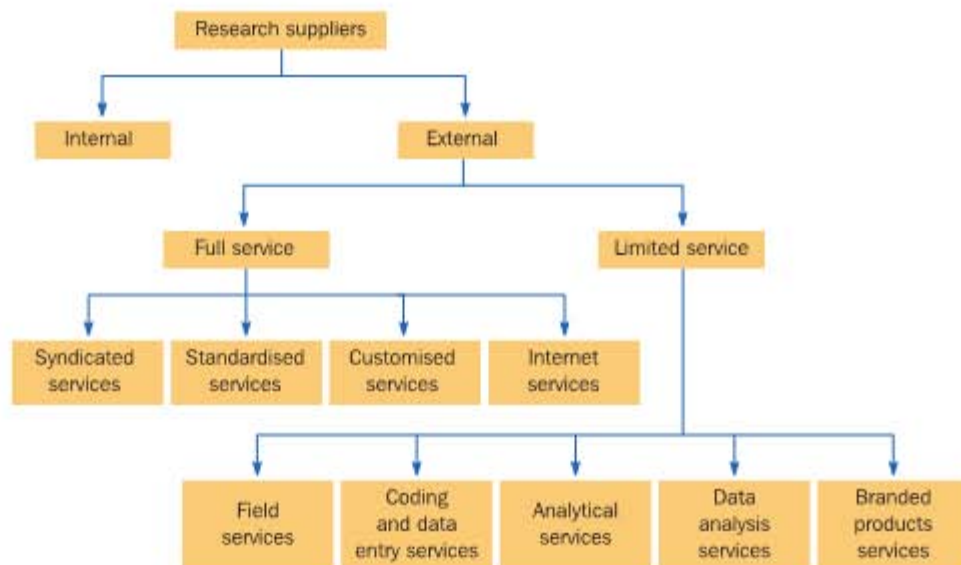 Research suppliers
Internal
External
Full service
Limited service
Syndicated
services
Standardised
services
Customised
services
Internet
services
Field
services
Coding
and data
entry services
Analytical
services
Data
analysis
services
Branded
products
services